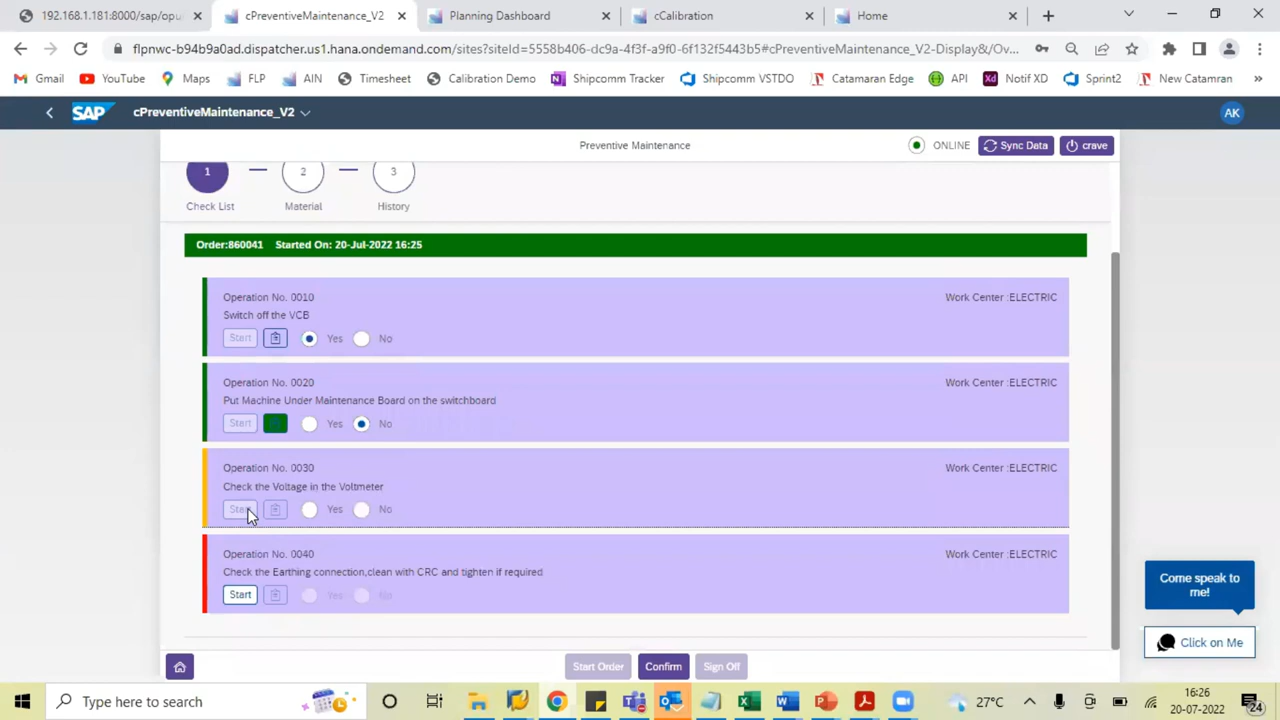 192.168.1.181:8000/sap/opu
cPreventiveMaintenance_V2
Planning Dashboard
cCalibration
Home
flpnwc-b94b9a0ad.dispatcher.us1.hana.ondemand.com/sites?siteId=5558b406-dc9a-4f3f-a9f0-6f132f5443b5#cPreventiveMaintenance_V2-Display&/Ov...
Gmail YouTube Maps FLP AIN Timesheet Calibration Demo Shipcomm Tracker Shipcomm VSTDO Catamaran Edge API Notif XD Sprint2 New Catamran
SAP cPreventiveMaintenance_V2 AK
Preventive Maintenance ONLINE Sync Data crave
1 2 3
Check List Material History
Order:860041 Started On: 20-Jul-2022 16:25
Operation No. 0010 Work Center :ELECTRIC
Switch off the VCB
Start Yes No
Operation No. 0020 Work Center :ELECTRIC
Put Machine Under Maintenance Board on the switchboard
Start Yes No
Operation No. 0030 Work Center :ELECTRIC
Check the Voltage in the Voltmeter
Start Yes No
Operation No. 0040 Work Center :ELECTRIC
Check the Earthing connection,clean with CRC and tighten if required
Start Yes No
Come speak to
me!
Click on Me
Start Order Confirm Sign Off
Type here to search
27°C
16:26
20-07-2022
24